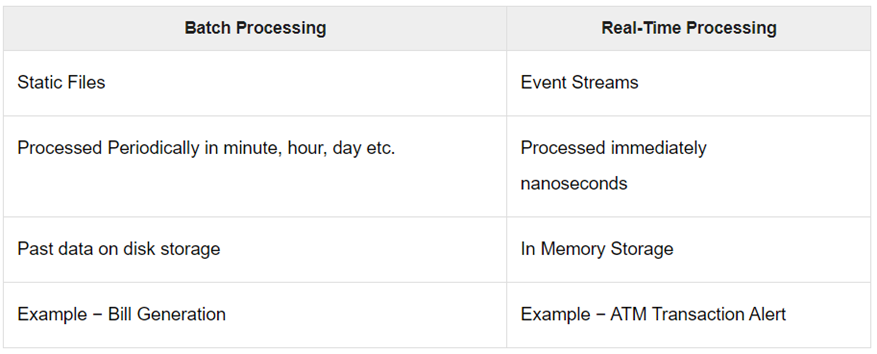 Batch Processing
Real-Time Processing
Static Files
Event Streams
Processed Periodically in minute, hour, day etc.
Processed immediately
nanoseconds
Past data on disk storage
In Memory Storage
Example − Bill Generation
Example − ATM Transaction Alert